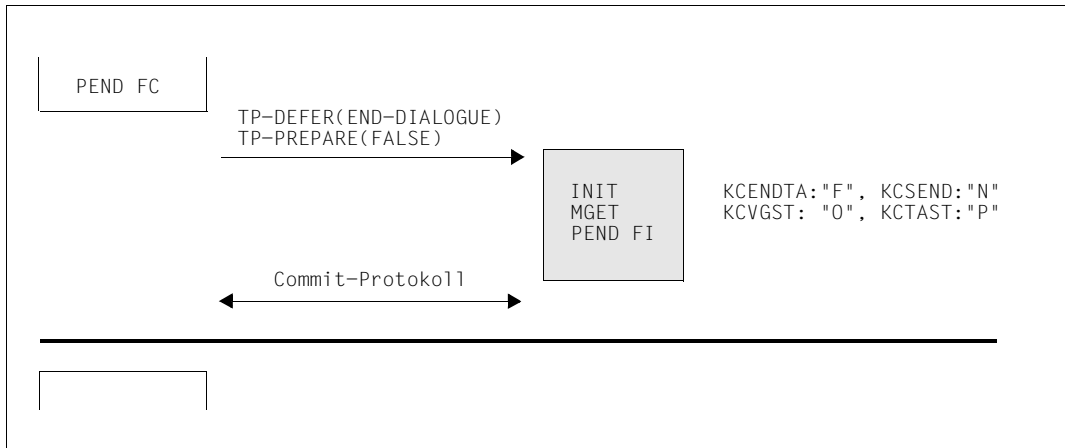 PEND FC
TP-DEFER(END-DIALOGUE)
TP-PREPARE(FALSE)
INIT KCENDTA:"F", KCSEND:"N"
MGET KCVGST: "O", KCTAST:"P"
PEND FI
Commit-Protokoll